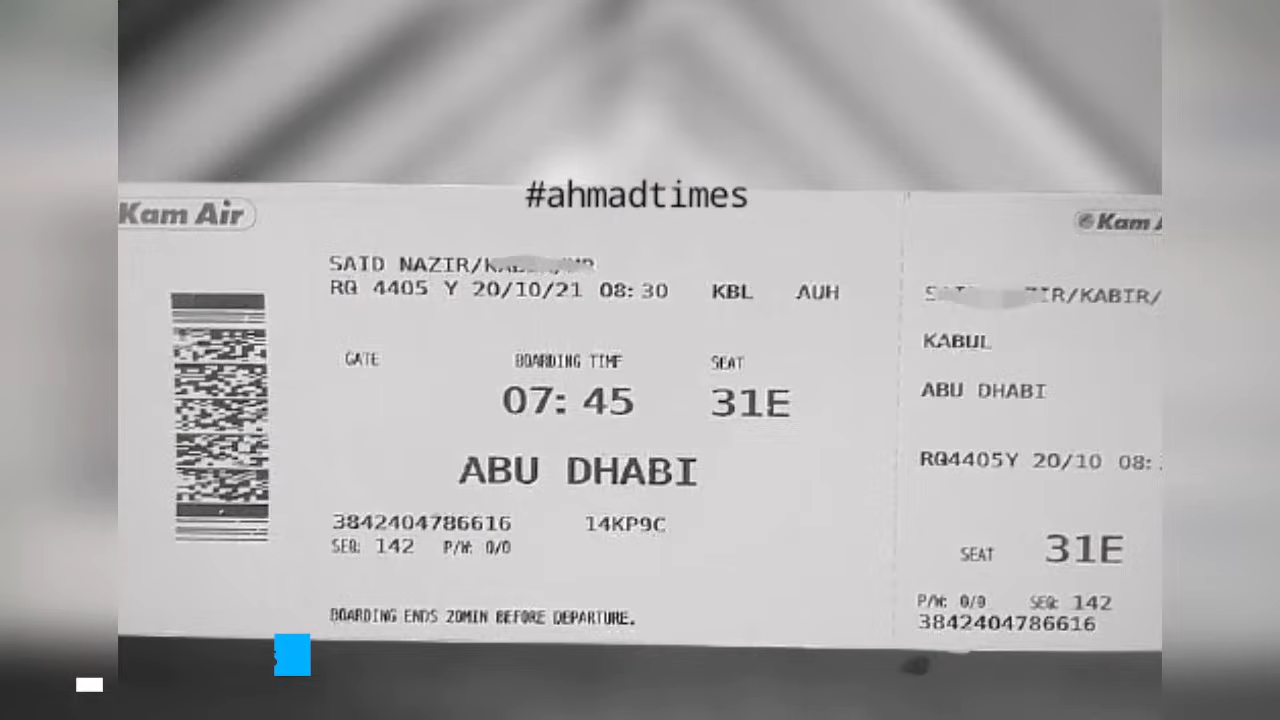 #ahmadtimes
Kam Air
Kam
SAID NAZIR/
RQ 4405 Y 20/10/21 08:30 KBL AUH
GATE BOARDING TIME SEAT
07:45 31E
ABU DHABI
3842404786616 14KP9C
SEQ: 142 P/W: 0/0
BOARDING ENDS 20MIN BEFORE DEPARTURE.
/KABIR/
KABUL
ABU DHABI
RQ4405Y 20/10 08:
SEAT 31E
P/W: 0/0 SEQ: 142
3842404786616